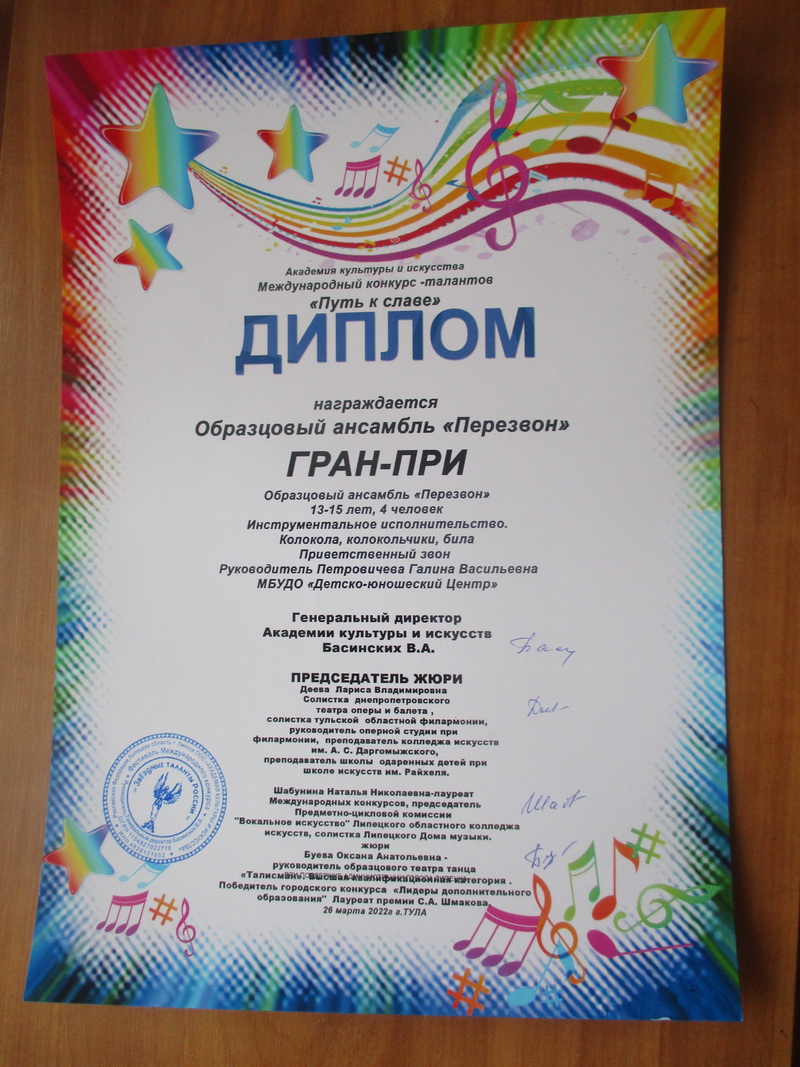 Академия культуры и искусства
Международный конкурс -талантов
«Путь к славе»
ДИПЛОМ
награждается
Образцовый ансамбль «Перезвон»
ГРАН-ПРИ
Образцовый ансамбль «Перезвон»
13-15 лет, 4 человек
Инструментальное исполнительство.
Колокола, колокольчики, била
Приветственный звон
Руководитель Петровичева Галина Васильевна
МБУДО «Детско-юношеский Центр»
Генеральный директор
Академии культуры и искусств
Басинских В.А.
ПРЕДСЕДАТЕЛЬ ЖЮРИ
Деева Лариса Владимировна
Солистка днепропетровского
театра оперы и балета ,
солистка тульской областной филармонии,
руководитель оперной студии при
филармонии, преподаватель колледжа искусств
им. А. С. Даргомыжского,
преподаватель школы одаренных детей при
школе искусств им. Райхеля.
Шабунина Наталья Николаевна-лауреат
Международных конкурсов, председатель
Предметно-цикловой комиссии
"Вокальное искусство" Липецкого областного колледжа
искусств, солистка Липецкого Дома музыки.
жюри
Буева Оксана Анатольевна -
руководитель образцового театра танца
«Талисман». Высшая квалификационная категория .
Победитель городского конкурса «Лидеры дополнительного
образования" Лауреат премии С.А. Шмакова.
26 марта 2022г г.ТУЛА
"ЗВЁЗДНЫЕ ТАЛАНТЫ РОССИИ"